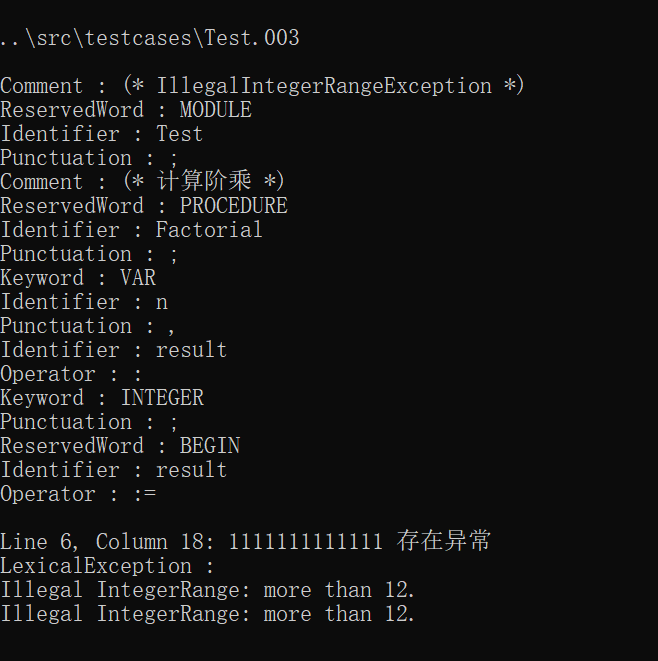 ..\src\testcases\Test.003
Comment : (* IllegalIntegerRangeException *)
ReservedWord : MODULE
Identifier : Test
Punctuation : ;
Comment : (* 计算阶乘 *)
ReservedWord : PROCEDURE
Identifier : Factorial
Punctuation : ;
Keyword : VAR
Identifier : n
Punctuation : ,
Identifier : result
Operator : :
Keyword : INTEGER
Punctuation : ;
ReservedWord : BEGIN
Identifier : result
Operator : :=
Line 6, Column 18: 1111111111111 存在异常
LexicalException :
Illegal IntegerRange: more than 12.
Illegal IntegerRange: more than 12.